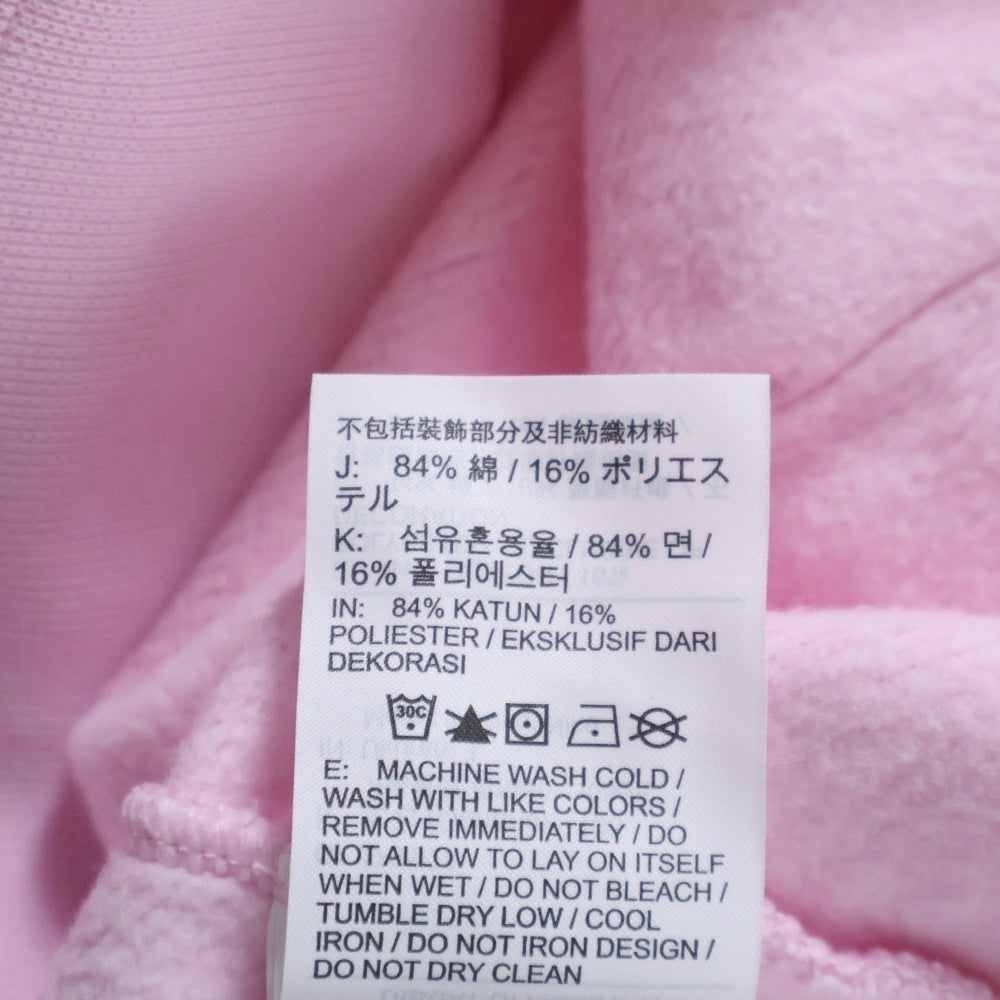 不包括裝飾部分及非紡織材料
J: 84% 綿 / 16% ポリエス
テル
K: 섬유혼용율 / 84% 면 /
16% 폴리에스터
IN: 84% KATUN / 16%
POLIESTER / EKSKLUSIF DARI
DEKORASI
30C
E: MACHINE WASH COLD /
WASH WITH LIKE COLORS /
REMOVE IMMEDIATELY / DO
NOT ALLOW TO LAY ON ITSELF
WHEN WET / DO NOT BLEACH /
TUMBLE DRY LOW / COOL
IRON / DO NOT IRON DESIGN /
DO NOT DRY CLEAN